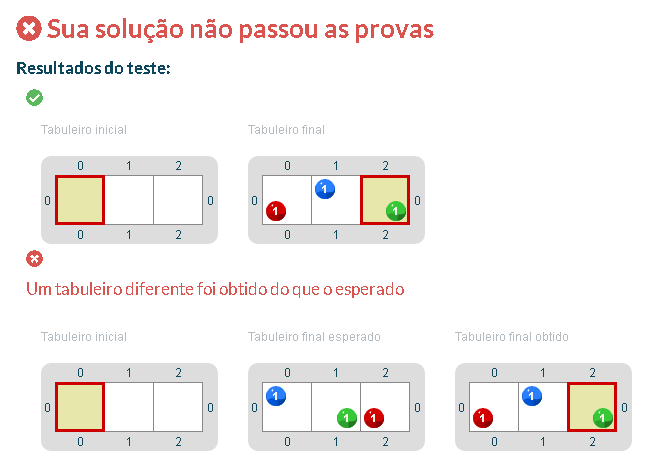 Sua solução não passou as provas
Resultados do teste:
Tabuleiro inicial Tabuleiro final
0 1 2 0 1 2
0 0 0 1 1 1 0
0 1 2 0 1 2
Um tabuleiro diferente foi obtido do que o esperado
Tabuleiro inicial Tabuleiro final esperado Tabuleiro final obtido
0 1 2 0 1 2 0 1 2
0 0 0 1 1 1 0 0 1 1 1 0
0 1 2 0 1 2 0 1 2